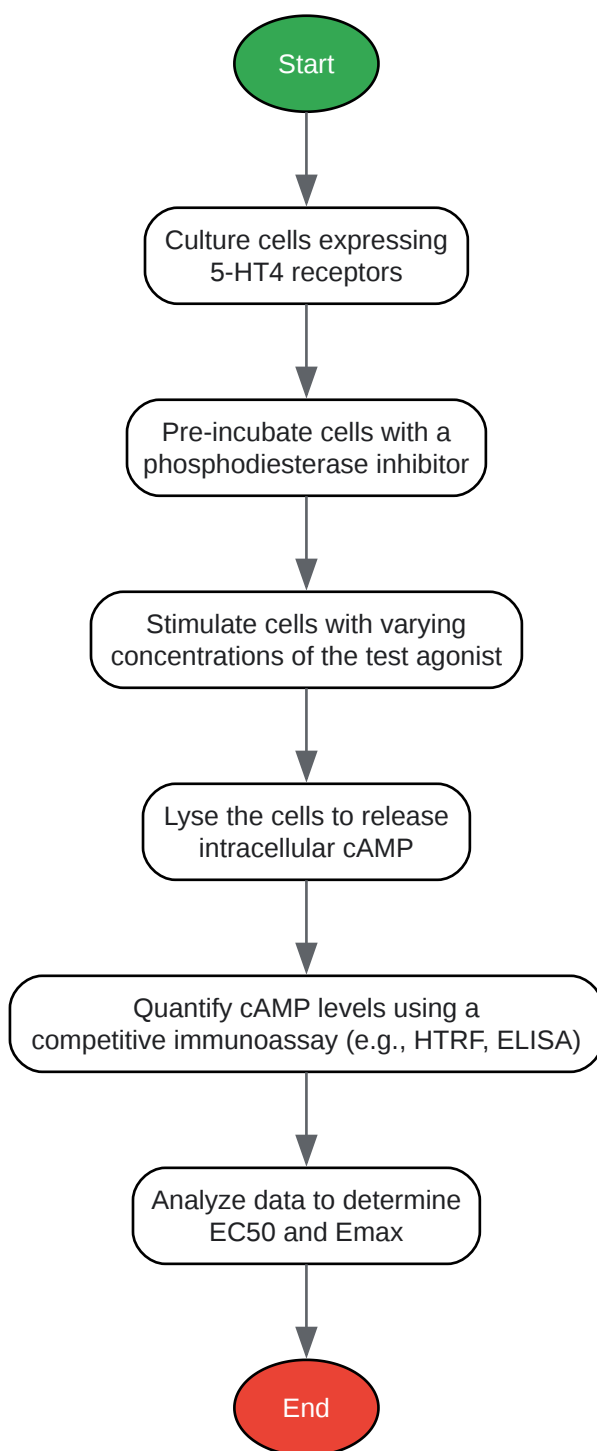 Start
Culture cells expressing
5-HT4 receptors
Pre-incubate cells with a
phosphodiesterase inhibitor
Stimulate cells with varying
concentrations of the test agonist
Lyse the cells to release
intracellular cAMP
Quantify cAMP levels using a
competitive immunoassay (e.g., HTRF, ELISA)
Analyze data to determine
EC50 and Emax
End